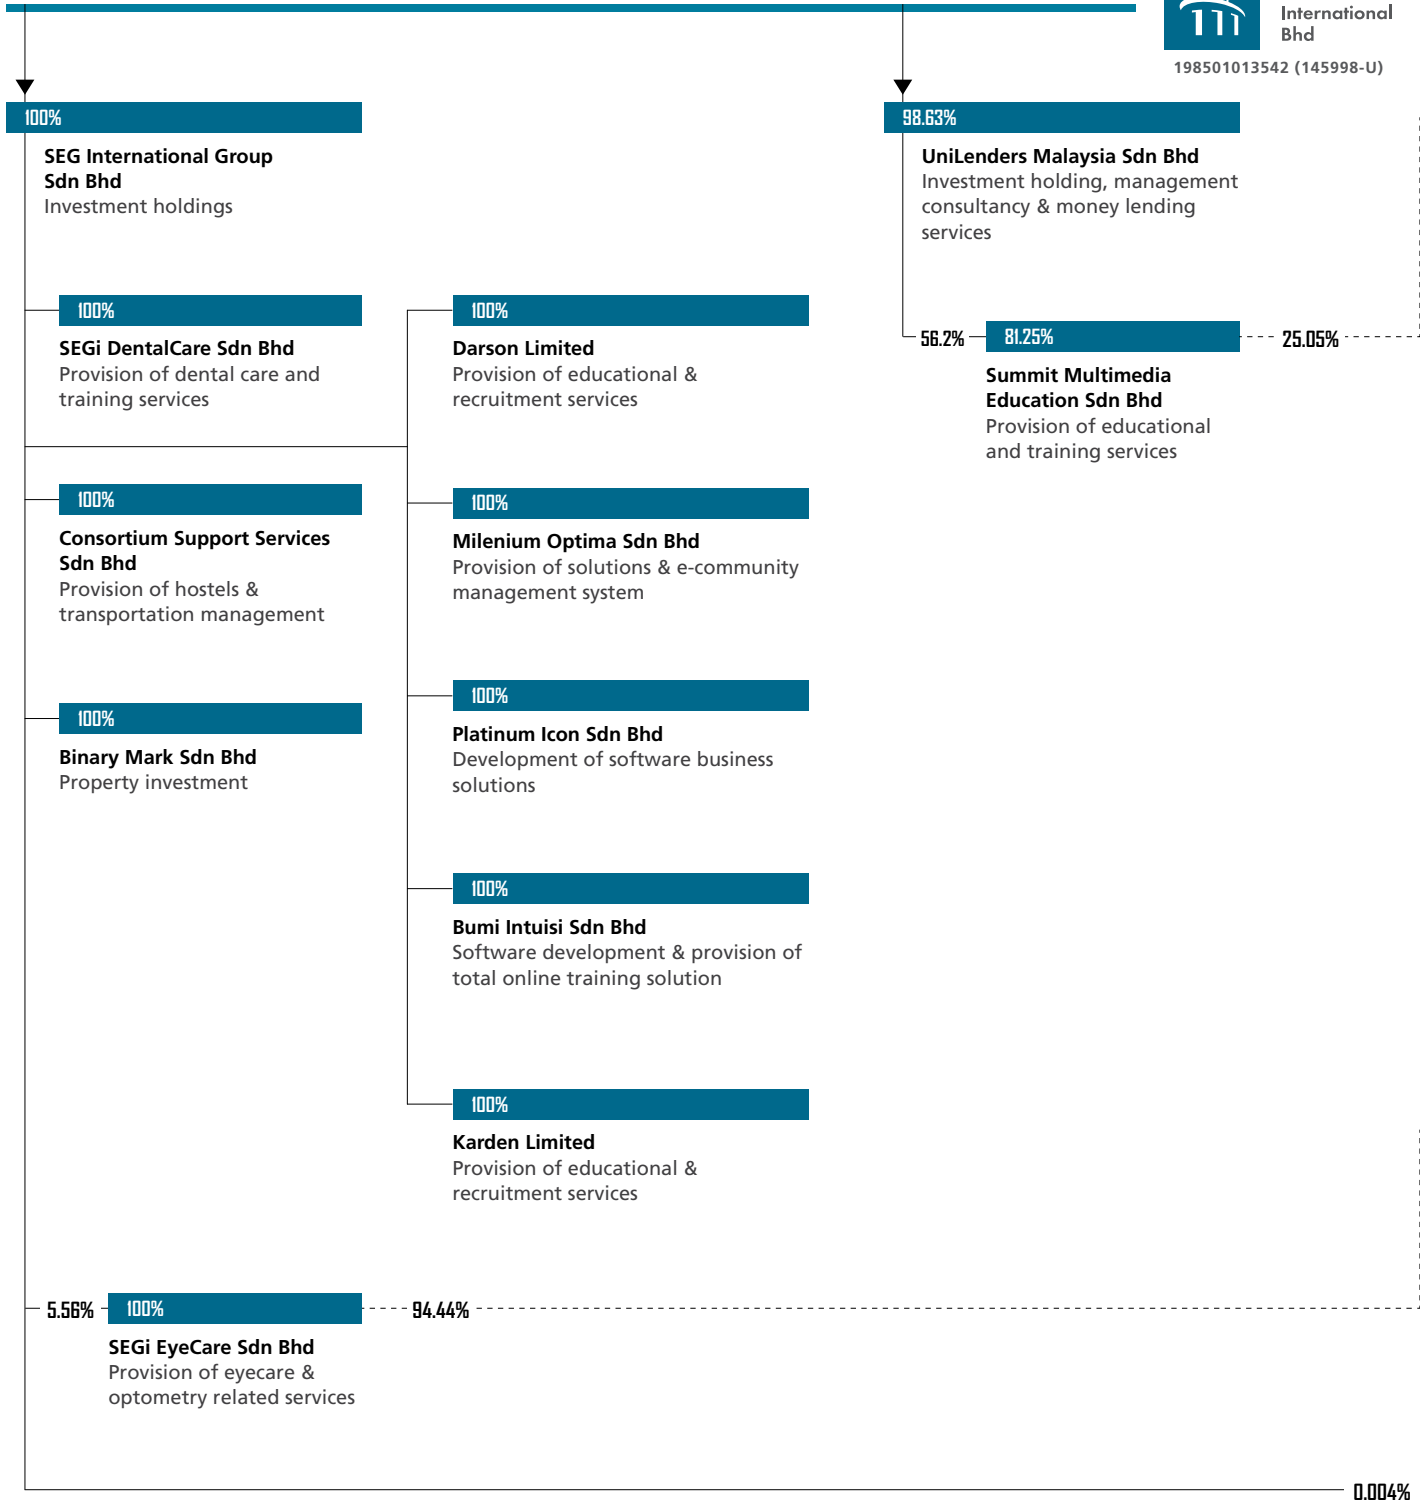 International
Bhd
198501013542 (145998-U)
100%
SEG International Group
Sdn Bhd
Investment holdings
98.63%
UniLenders Malaysia Sdn Bhd
Investment holding, management
consultancy & money lending
services
100%
SEGi DentalCare Sdn Bhd
Provision of dental care and
training services
100%
Darson Limited
Provision of educational &
recruitment services
56.2%
81.25%
25.05%
Summit Multimedia
Education Sdn Bhd
Provision of educational
and training services
100%
Consortium Support Services
Sdn Bhd
Provision of hostels &
transportation management
100%
Milenium Optima Sdn Bhd
Provision of solutions & e-community
management system
100%
Binary Mark Sdn Bhd
Property investment
100%
Platinum Icon Sdn Bhd
Development of software business
solutions
100%
Bumi Intuisi Sdn Bhd
Software development & provision of
total online training solution
100%
Karden Limited
Provision of educational &
recruitment services
5.56%
100%
94.44%
SEGi EyeCare Sdn Bhd
Provision of eyecare &
optometry related services
0.004%